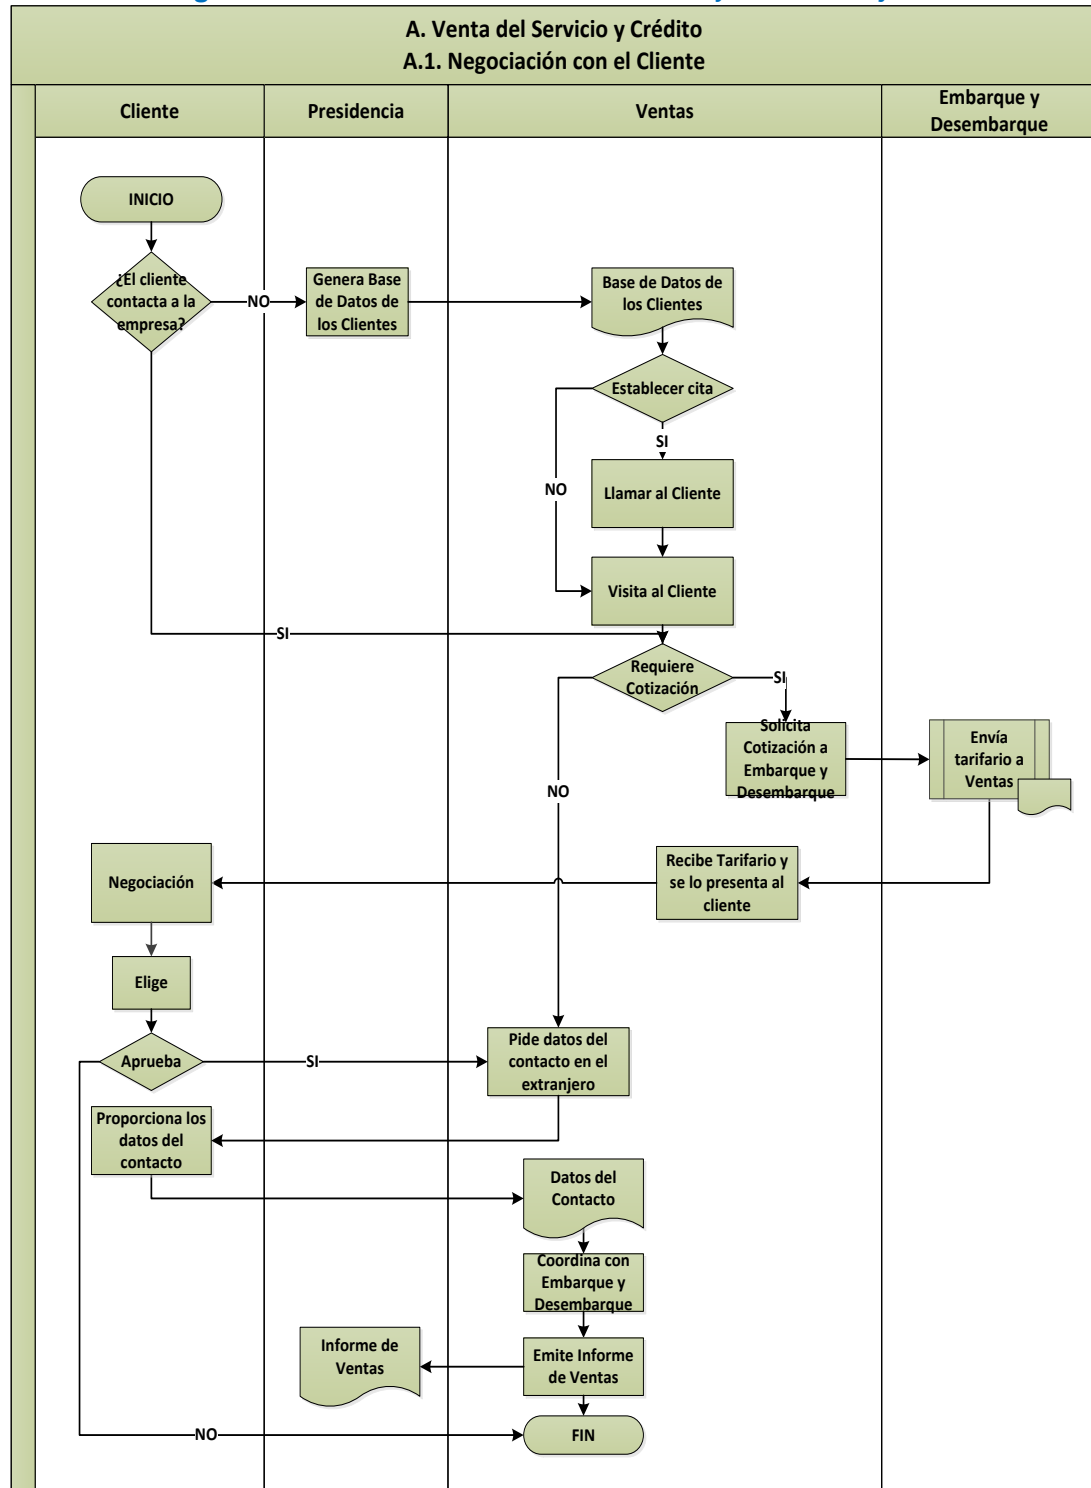 A. Venta del Servicio y Crédito
A.1. Negociación con el Cliente
Cliente
Presidencia
Ventas
Embarque y
Desembarque
INICIO
¿El cliente
contacta a la
empresa?
NO
Genera Base
de Datos de
los Clientes
Base de Datos de
los Clientes
Establecer cita
SI
NO
Llamar al Cliente
Visita al Cliente
SI
Requiere
Cotización
SI
NO
Solicita
Cotización a
Embarque y
Desembarque
Envía
tarifario a
Ventas
Recibe Tarifario y
se lo presenta al
cliente
Negociación
Elige
Aprueba
SI
Pide datos del
contacto en el
extranjero
Proporciona los
datos del
contacto
Datos del
Contacto
Coordina con
Embarque y
Desembarque
Emite Informe
de Ventas
Informe de
Ventas
NO
FIN